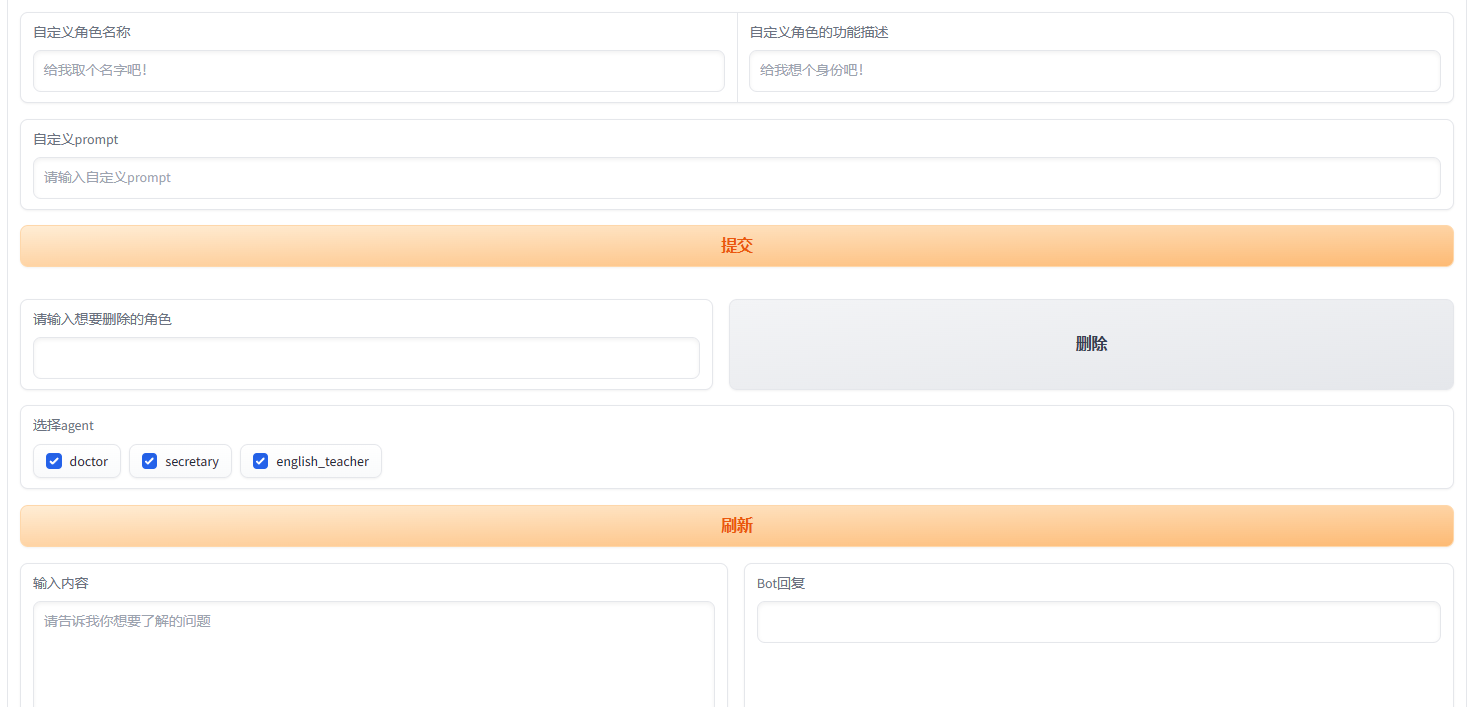 自定义角色名称
自定义角色的功能描述
给我取个名字吧!
给我想个身份吧!
自定义prompt
请输入自定义prompt
提交
请输入想要删除的角色
删除
选择agent
doctor
secretary
english_teacher
刷新
输入内容
Bot回复
请告诉我你想要了解的问题